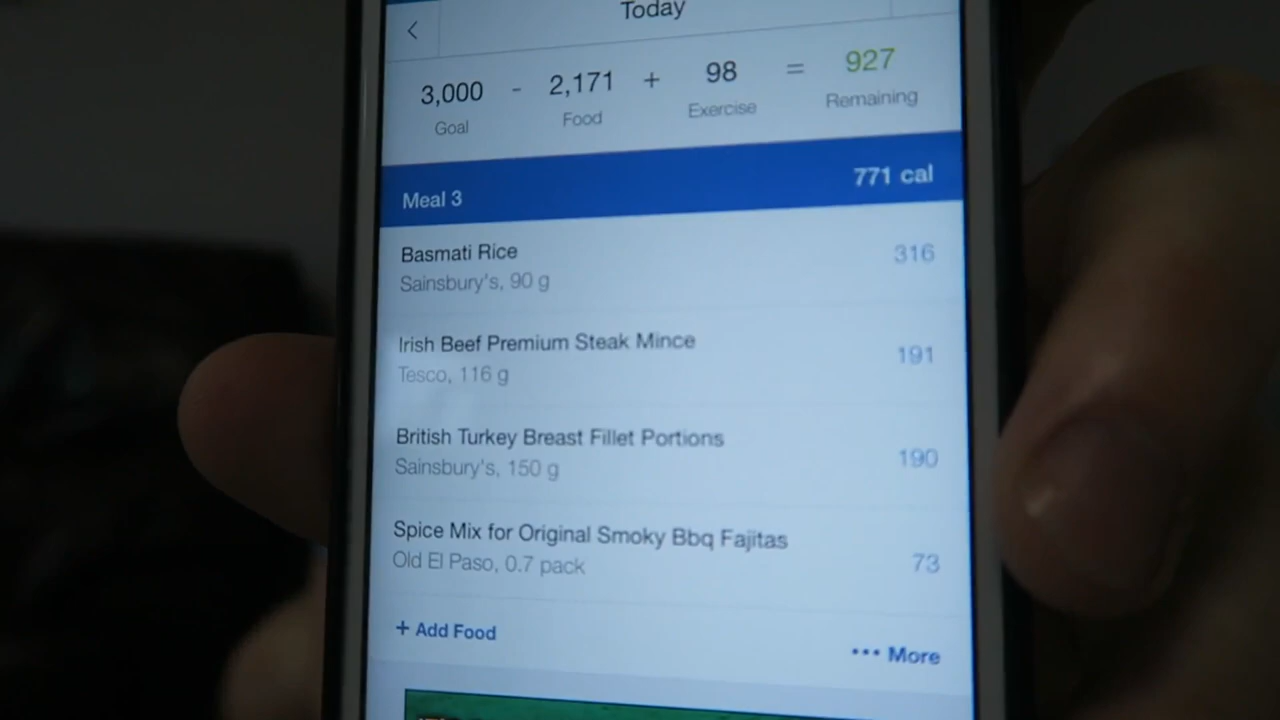 Today
3,000 - 2,171 + 98 = 927
Goal Food Exercise Remaining
Meal 3 771 cal
Basmati Rice 316
Sainsbury's, 90 g
Irish Beef Premium Steak Mince 191
Tesco, 116 g
British Turkey Breast Fillet Portions 190
Sainsbury's, 150 g
Spice Mix for Original Smoky Bbq Fajitas 73
Old El Paso, 0.7 pack
+ Add Food ••• More